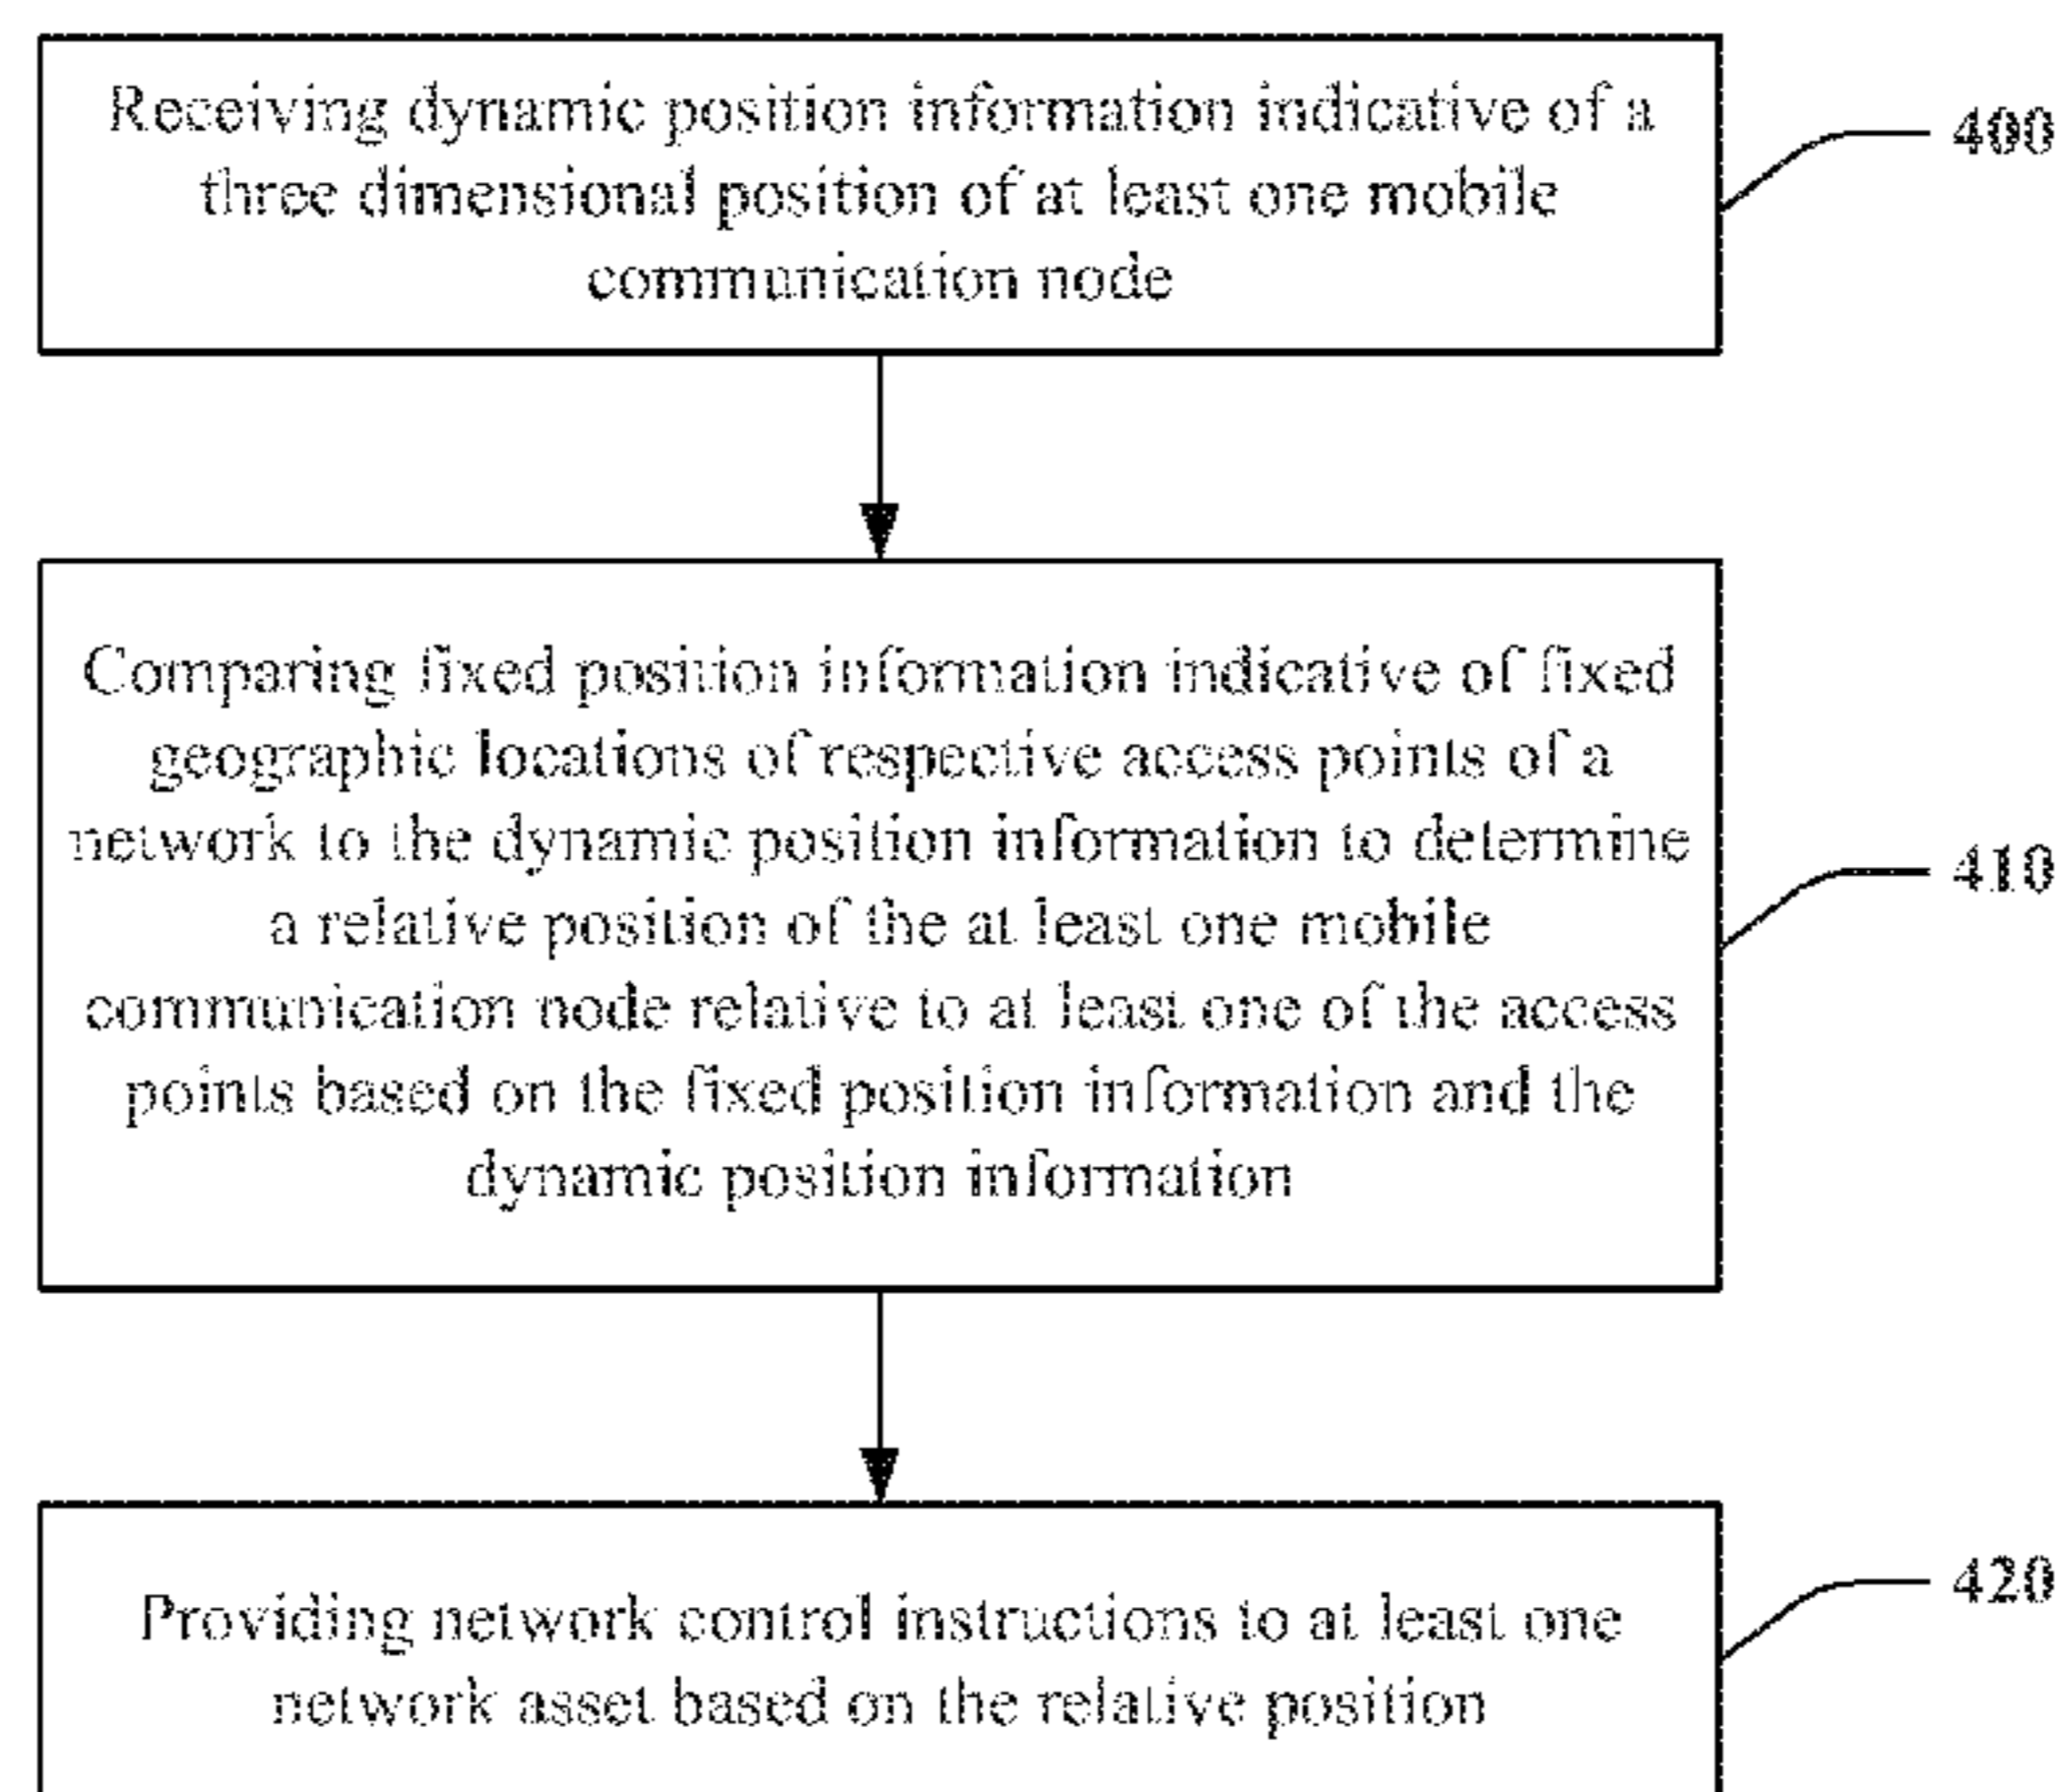 Receiving dynamic position information indicative of a
three dimensional position of at least one mobile
communication node
400
Comparing fixed position information indicative of fixed
geographic locations of respective access points of a
network to the dynamic position information to determine
a relative position of the at least one mobile
communication node relative to at least one of the access
points based on the fixed position information and the
dynamic position information
410
Providing network control instructions to at least one
network asset based on the relative position
420